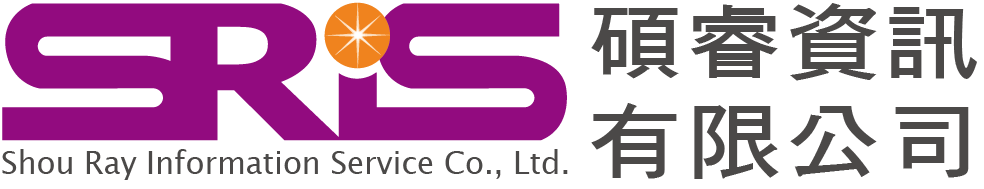 SRiS
Shou Ray Information Service Co., Ltd.
碩睿資訊
有限公司